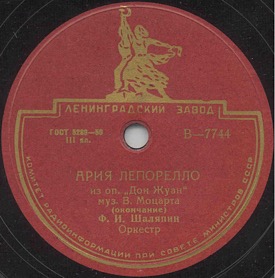 ЛЕНИНГРАДСКИЙ ЗАВОД
ГОСТ 5289-50
III кл.
В—7744
АРИЯ ЛЕПОРЕЛЛО
из оп. „Дон Жуан"
муз. В. Моцарта
(окончание)
Ф. И. Шаляпин
Оркестр
КОМИТЕТ РАДИОИНФОРМАЦИИ ПРИ СОВЕТЕ МИНИСТРОВ СССР